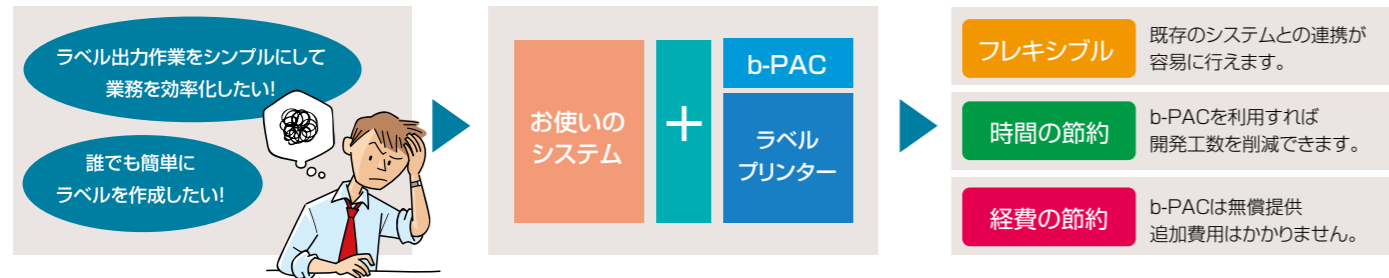 ラベル出力作業をシンプルにして
業務を効率化したい!
誰でも簡単に
ラベルを作成したい!
お使いの
システム
+
b-PAC
ラベル
プリンター
フレキシブル
既存のシステムとの連携が
容易に行えます。
時間の節約
b-PACを利用すれば
開発工数を削減できます。
経費の節約
b-PACは無償提供
追加費用はかかりません。